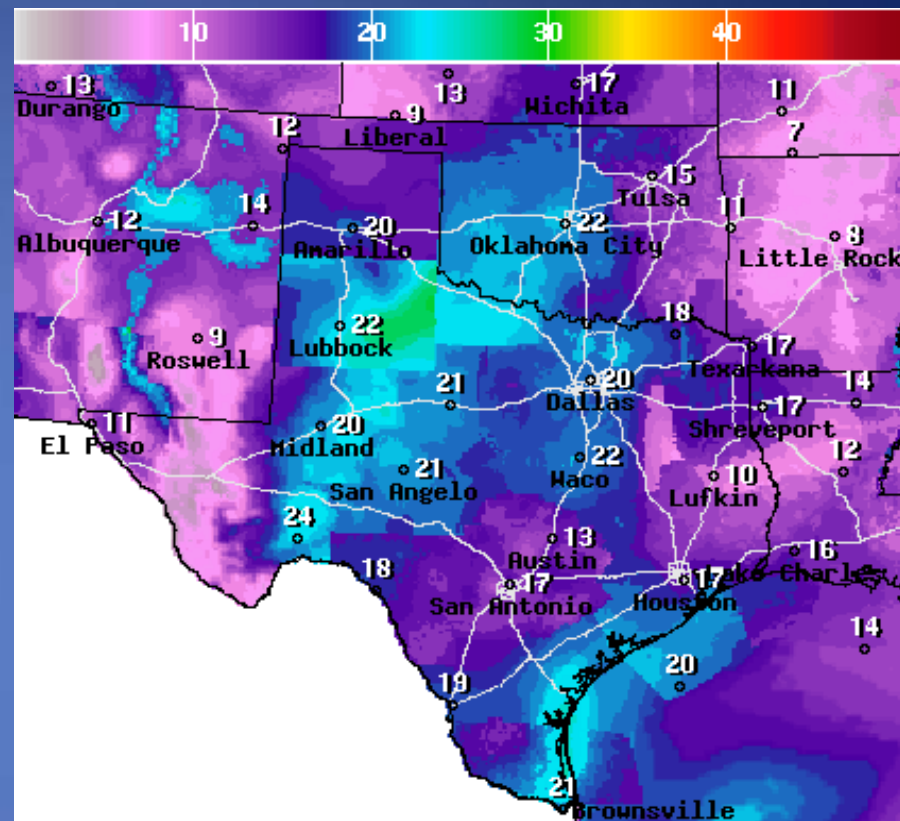 10 20 30 40
13 13 17 11
Durango Wichita
9
Liberal
12 7
15
Tulsa
12 14 20 22 11 8
Albuquerque Amarillo Oklahoma City Little Rock
9 22 18 17
Roswell Lubbock Texarkana
21 20 14
Dallas
11 20 17
El Paso Midland Shreveport
21 22 10 12
San Angelo Waco Lufkin
24 13 16
Austin Lake Charles
18 17 17
San Antonio Houston
14
20
19
21
Brownsville